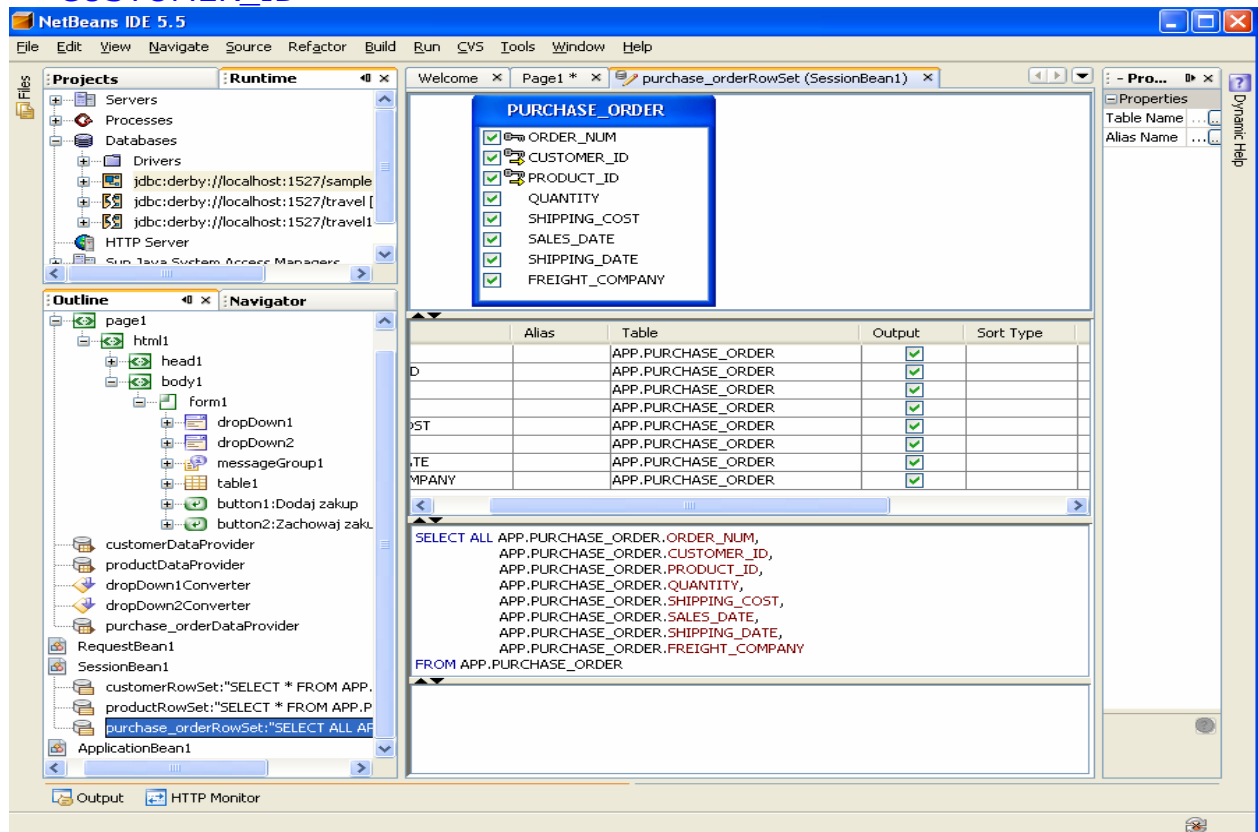 CUSTOMER_ID
NetBeans IDE 5.5
File Edit View Navigate Source Refactor Build Run CVS Tools Window Help
Files
Projects Runtime
Servers
Processes
Databases
Drivers
jdbc:derby://localhost:1527/sample
jdbc:derby://localhost:1527/travel [
jdbc:derby://localhost:1527/travel1
HTTP Server
Sun Java System Access Managers
Outline Navigator
page1
html1
head1
body1
form1
dropDown1
dropDown2
messageGroup1
table1
button1:Dodaj zakup
button2:Zachowaj zaku
customerDataProvider
productDataProvider
dropDown1Converter
dropDown2Converter
purchase_orderDataProvider
RequestBean1
SessionBean1
customerRowSet:"SELECT * FROM APP.
productRowSet:"SELECT * FROM APP.P
purchase_orderRowSet:"SELECT ALL AP
ApplicationBean1
Welcome Page1 * purchase_orderRowSet (SessionBean1)
PURCHASE_ORDER
ORDER_NUM
CUSTOMER_ID
PRODUCT_ID
QUANTITY
SHIPPING_COST
SALES_DATE
SHIPPING_DATE
FREIGHT_COMPANY
Alias Table Output Sort Type
APP.PURCHASE_ORDER
D APP.PURCHASE_ORDER
APP.PURCHASE_ORDER
APP.PURCHASE_ORDER
OST APP.PURCHASE_ORDER
APP.PURCHASE_ORDER
TE APP.PURCHASE_ORDER
MPANY APP.PURCHASE_ORDER
SELECT ALL APP.PURCHASE_ORDER.ORDER_NUM,
APP.PURCHASE_ORDER.CUSTOMER_ID,
APP.PURCHASE_ORDER.PRODUCT_ID,
APP.PURCHASE_ORDER.QUANTITY,
APP.PURCHASE_ORDER.SHIPPING_COST,
APP.PURCHASE_ORDER.SALES_DATE,
APP.PURCHASE_ORDER.SHIPPING_DATE,
APP.PURCHASE_ORDER.FREIGHT_COMPANY
FROM APP.PURCHASE_ORDER
- Pro...
Properties
Table Name ...
Alias Name ...
Dynamic Help
Output HTTP Monitor